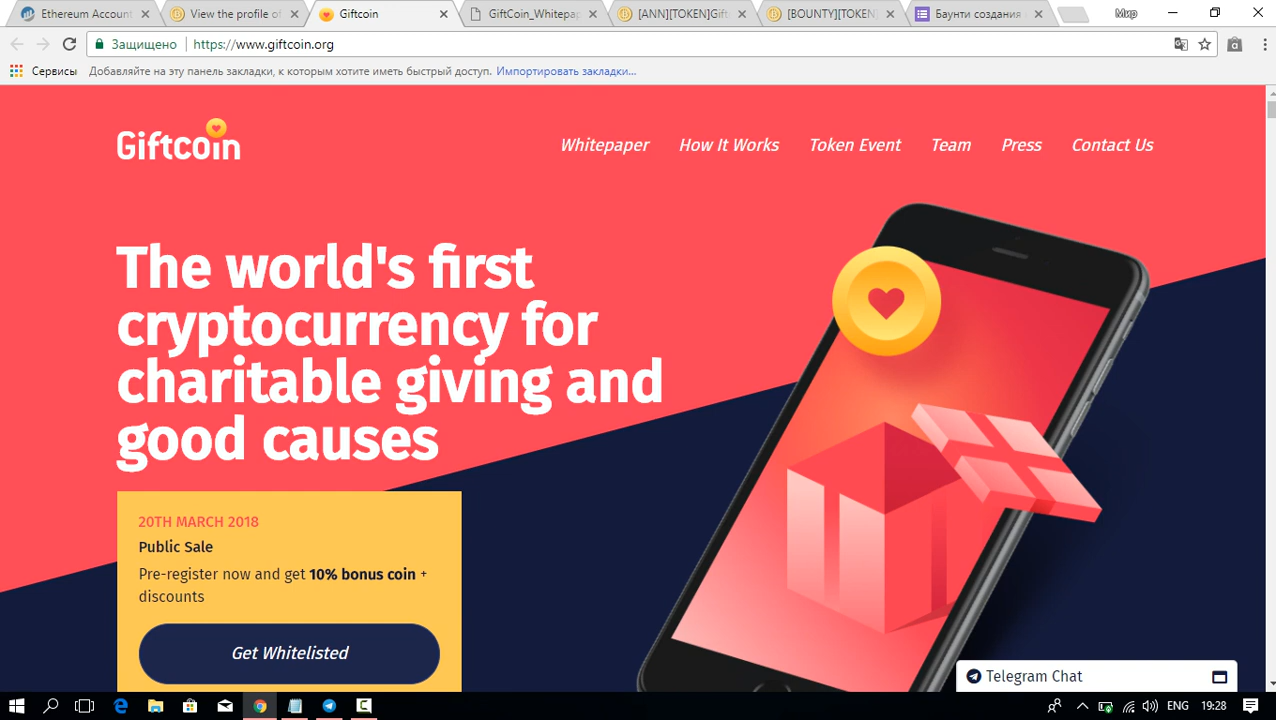 Ethereum Account
View the profile of
Giftcoin
GiftCoin_Whitepap
[ANN][TOKEN]Gift
[BOUNTY][TOKEN]
Баунти создания
Мир
Защищено
https://www.giftcoin.org
Сервисы
Добавляйте на эту панель закладки, к которым хотите иметь быстрый доступ. Импортировать закладки...
Giftcoin
Whitepaper
How It Works
Token Event
Team
Press
Contact Us
The world's first
cryptocurrency for
charitable giving and
good causes
20TH MARCH 2018
Public Sale
Pre-register now and get 10% bonus coin +
discounts
Get Whitelisted
Telegram Chat
ENG
19:28